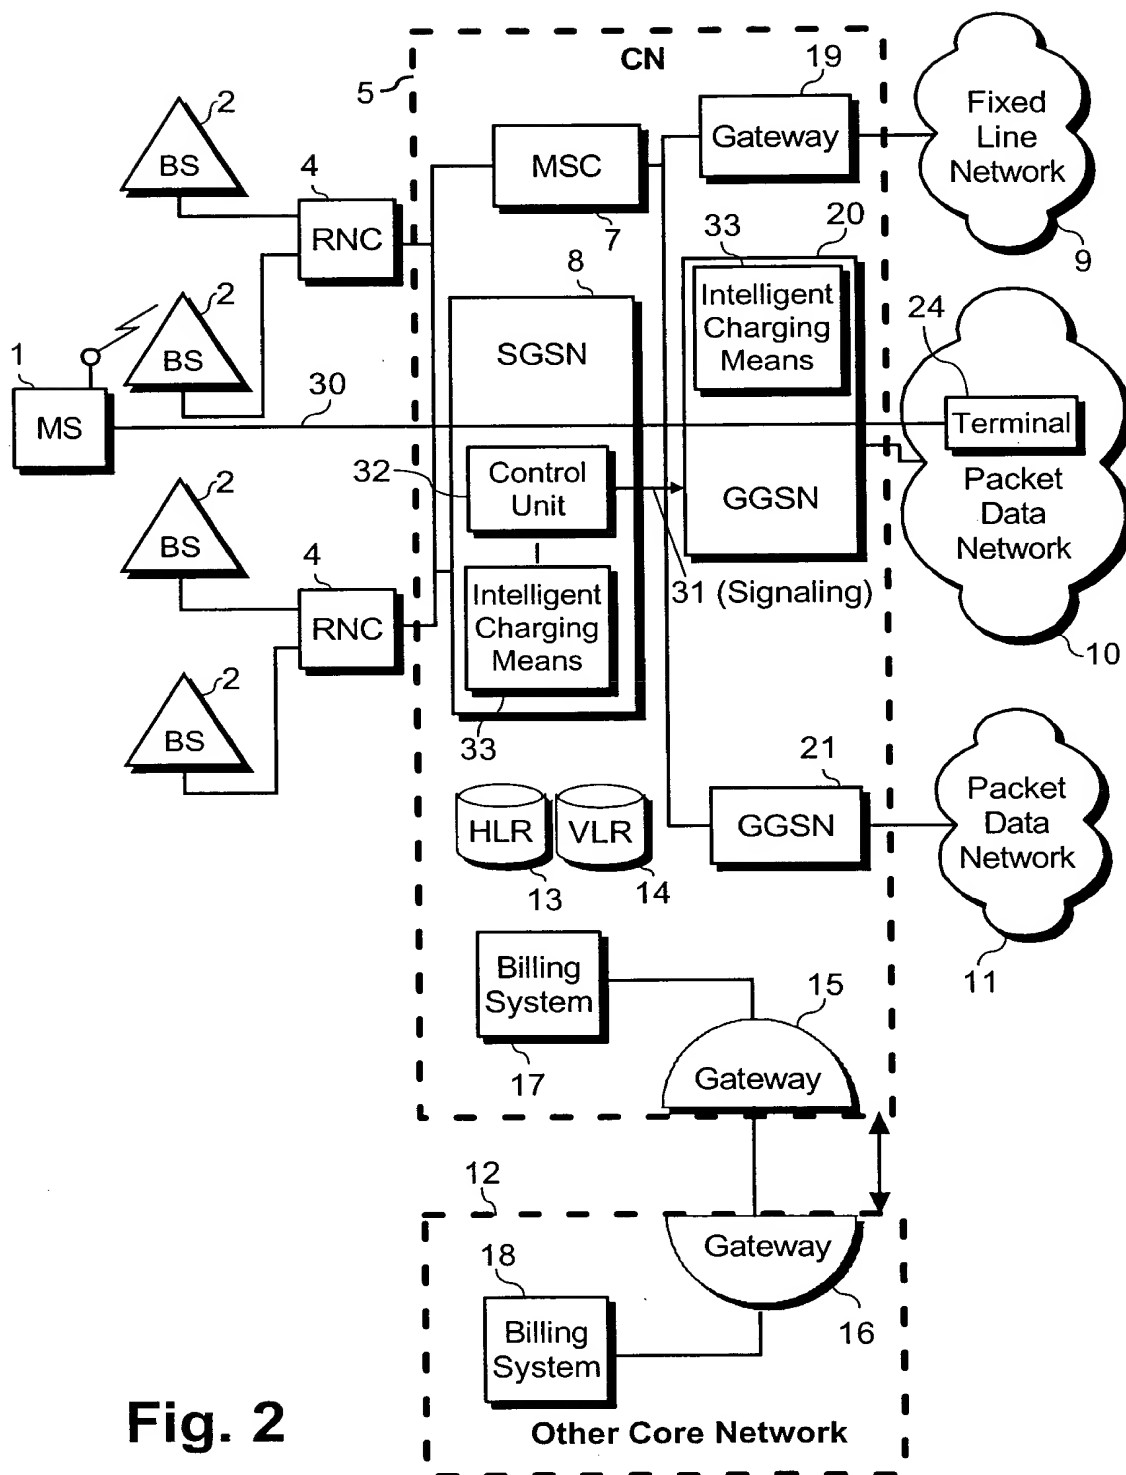 CN
5
19
Gateway
Fixed
Line
Network
9
2
BS
4
RNC
MSC
7
2
BS
1
MS
30
8
SGSN
33
20
Intelligent
Charging
Means
GGSN
24
Terminal
Packet
Data
Network
10
32
Control
Unit
31 (Signaling)
Intelligent
Charging
Means
33
2
BS
4
RNC
2
BS
HLR
13
VLR
14
21
GGSN
Packet
Data
Network
11
Billing
System
17
15
Gateway
12
Gateway
16
18
Billing
System
Other Core Network
Fig. 2